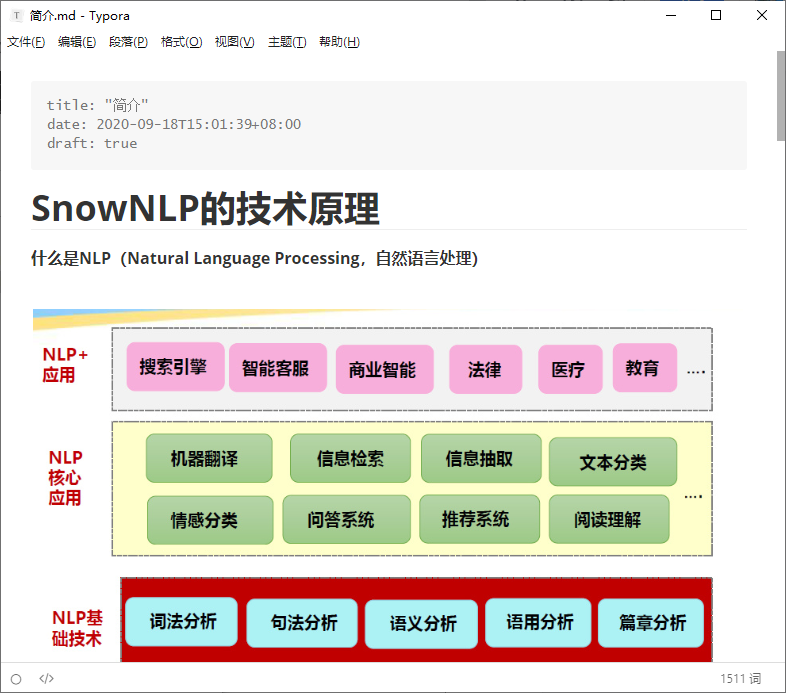 简介.md - Typora
文件(F) 编辑(E) 段落(P) 格式(O) 视图(V) 主题(T) 帮助(H)
title: "简介"
date: 2020-09-18T15:01:39+08:00
draft: true
SnowNLP的技术原理
什么是NLP（Natural Language Processing，自然语言处理)
NLP+
应用
搜索引擎 智能客服 商业智能 法律 医疗 教育 ....
NLP
核心
应用
机器翻译 信息检索 信息抽取 文本分类
情感分类 问答系统 推荐系统 阅读理解
....
NLP基
础技术
词法分析 句法分析 语义分析 语用分析 篇章分析
1511 词